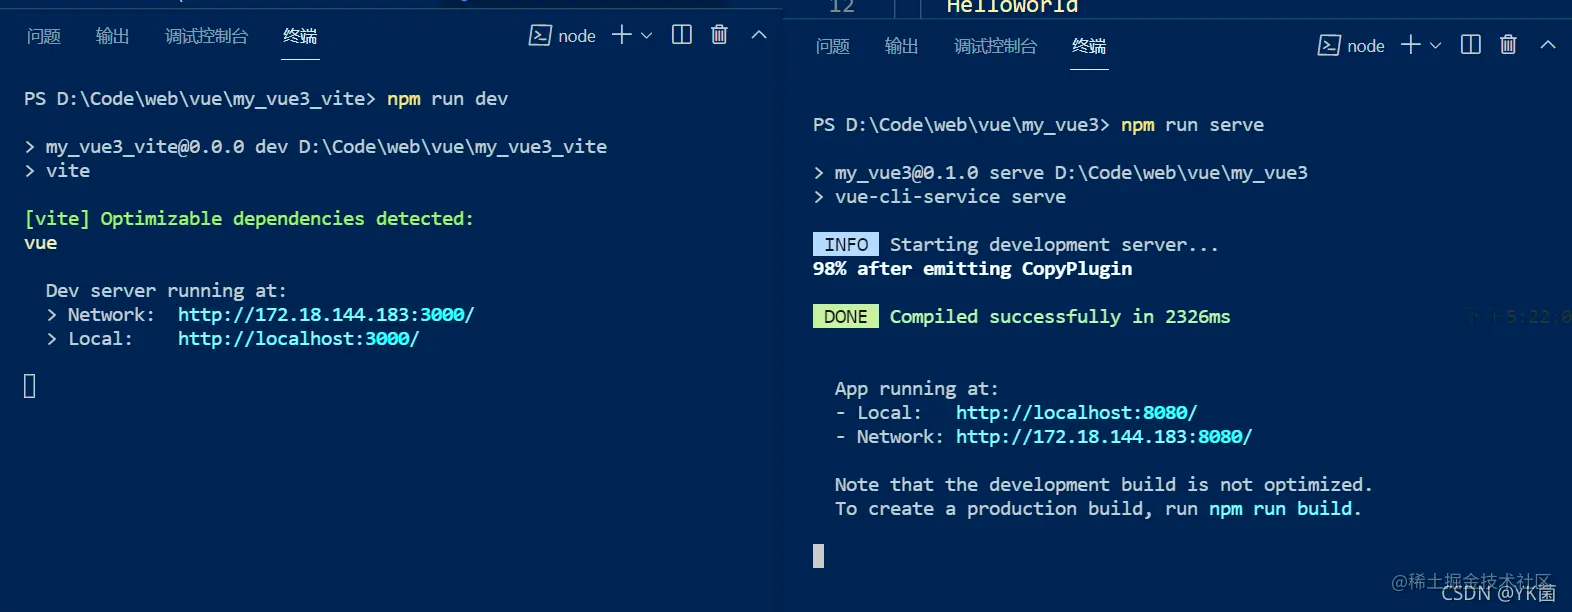 问题 输出 调试控制台 终端 node
PS D:\Code\web\vue\my_vue3_vite> npm run dev
> my_vue3_vite@0.0.0 dev D:\Code\web\vue\my_vue3_vite
> vite
[vite] Optimizable dependencies detected:
vue
Dev server running at:
> Network: http://172.18.144.183:3000/
> Local: http://localhost:3000/
12 HelloWorld
问题 输出 调试控制台 终端 node
PS D:\Code\web\vue\my_vue3> npm run serve
> my_vue3@0.1.0 serve D:\Code\web\vue\my_vue3
> vue-cli-service serve
INFO Starting development server...
98% after emitting CopyPlugin
DONE Compiled successfully in 2326ms
下午5:22:0
App running at:
- Local: http://localhost:8080/
- Network: http://172.18.144.183:8080/
Note that the development build is not optimized.
To create a production build, run npm run build.
@稀土掘金技术社区
CSDN @YK菌